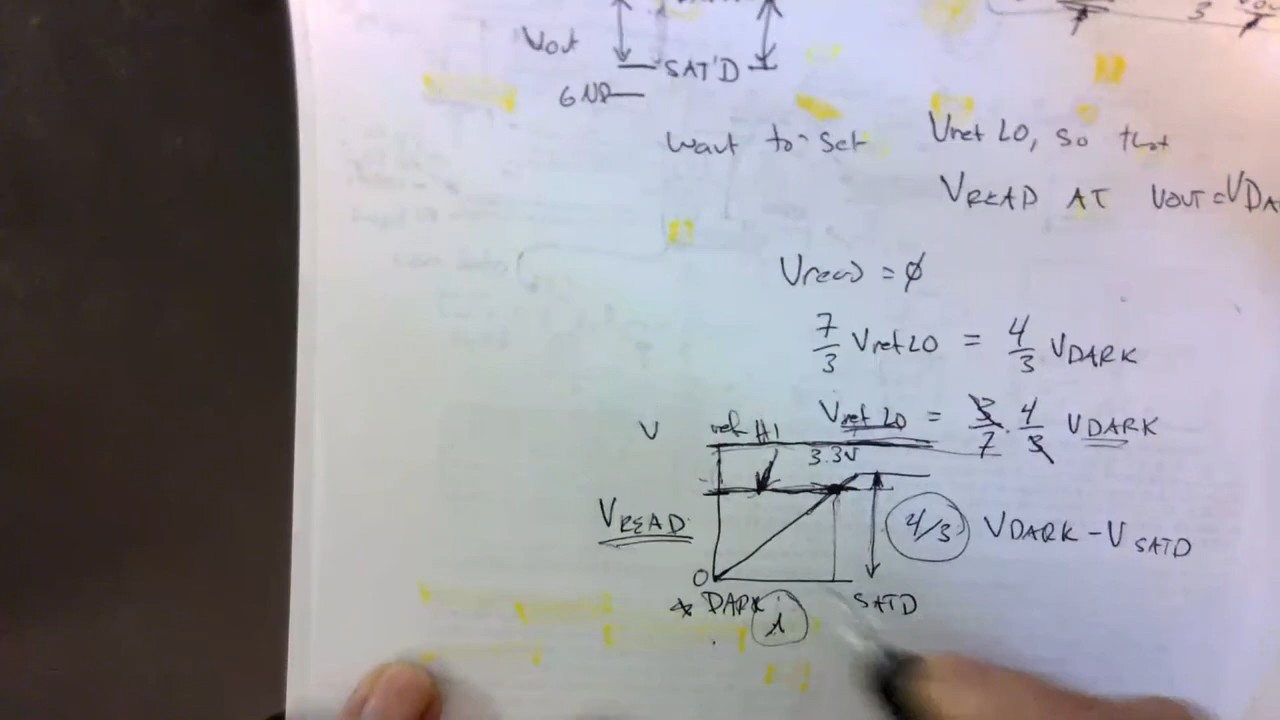 Vout
SAT'D
GND
3
want to set Vref LO, so that
VREAD AT VOUT=VDA
Vread = ∅
7/3 Vref LO = 4/3 VDARK
Vref LO = 3/7 · 4/3 VDARK
V ref HI
3.3V
VREAD
4/3 VDARK - VSATD
O
DARK SATD